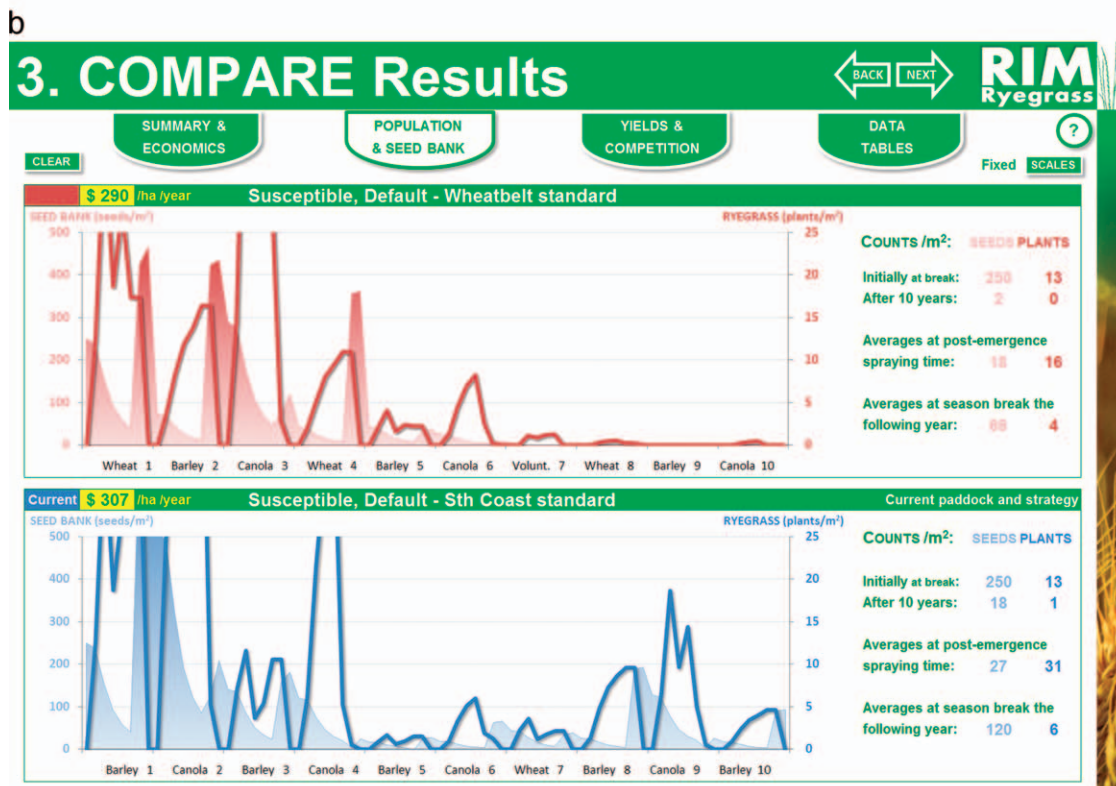 b
3. COMPARE Results
BACK NEXT
RIM
Ryegrass
SUMMARY & ECONOMICS
POPULATION & SEED BANK
YIELDS & COMPETITION
DATA TABLES
?
CLEAR
Fixed SCALES
$ 290 /ha /year Susceptible, Default - Wheatbelt standard
SEED BANK (seeds/m²) RYEGRASS (plants/m²)
500 25
400 20
300 15
200 10
100 5
0 0
Wheat 1 Barley 2 Canola 3 Wheat 4 Barley 5 Canola 6 Volunt. 7 Wheat 8 Barley 9 Canola 10
COUNTS /m²: SEEDS PLANTS
Initially at break: 250 13
After 10 years: 2 0
Averages at post-emergence
spraying time: 18 16
Averages at season break the
following year: 4
Current $ 307 /ha /year Susceptible, Default - Sth Coast standard Current paddock and strategy
SEED BANK (seeds/m²) RYEGRASS (plants/m²)
500 25
400 20
300 15
200 10
100 5
0 0
Barley 1 Canola 2 Barley 3 Canola 4 Barley 5 Canola 6 Wheat 7 Barley 8 Canola 9 Barley 10
COUNTS /m²: SEEDS PLANTS
Initially at break: 250 13
After 10 years: 18 1
Averages at post-emergence
spraying time: 27 31
Averages at season break the
following year: 120 6